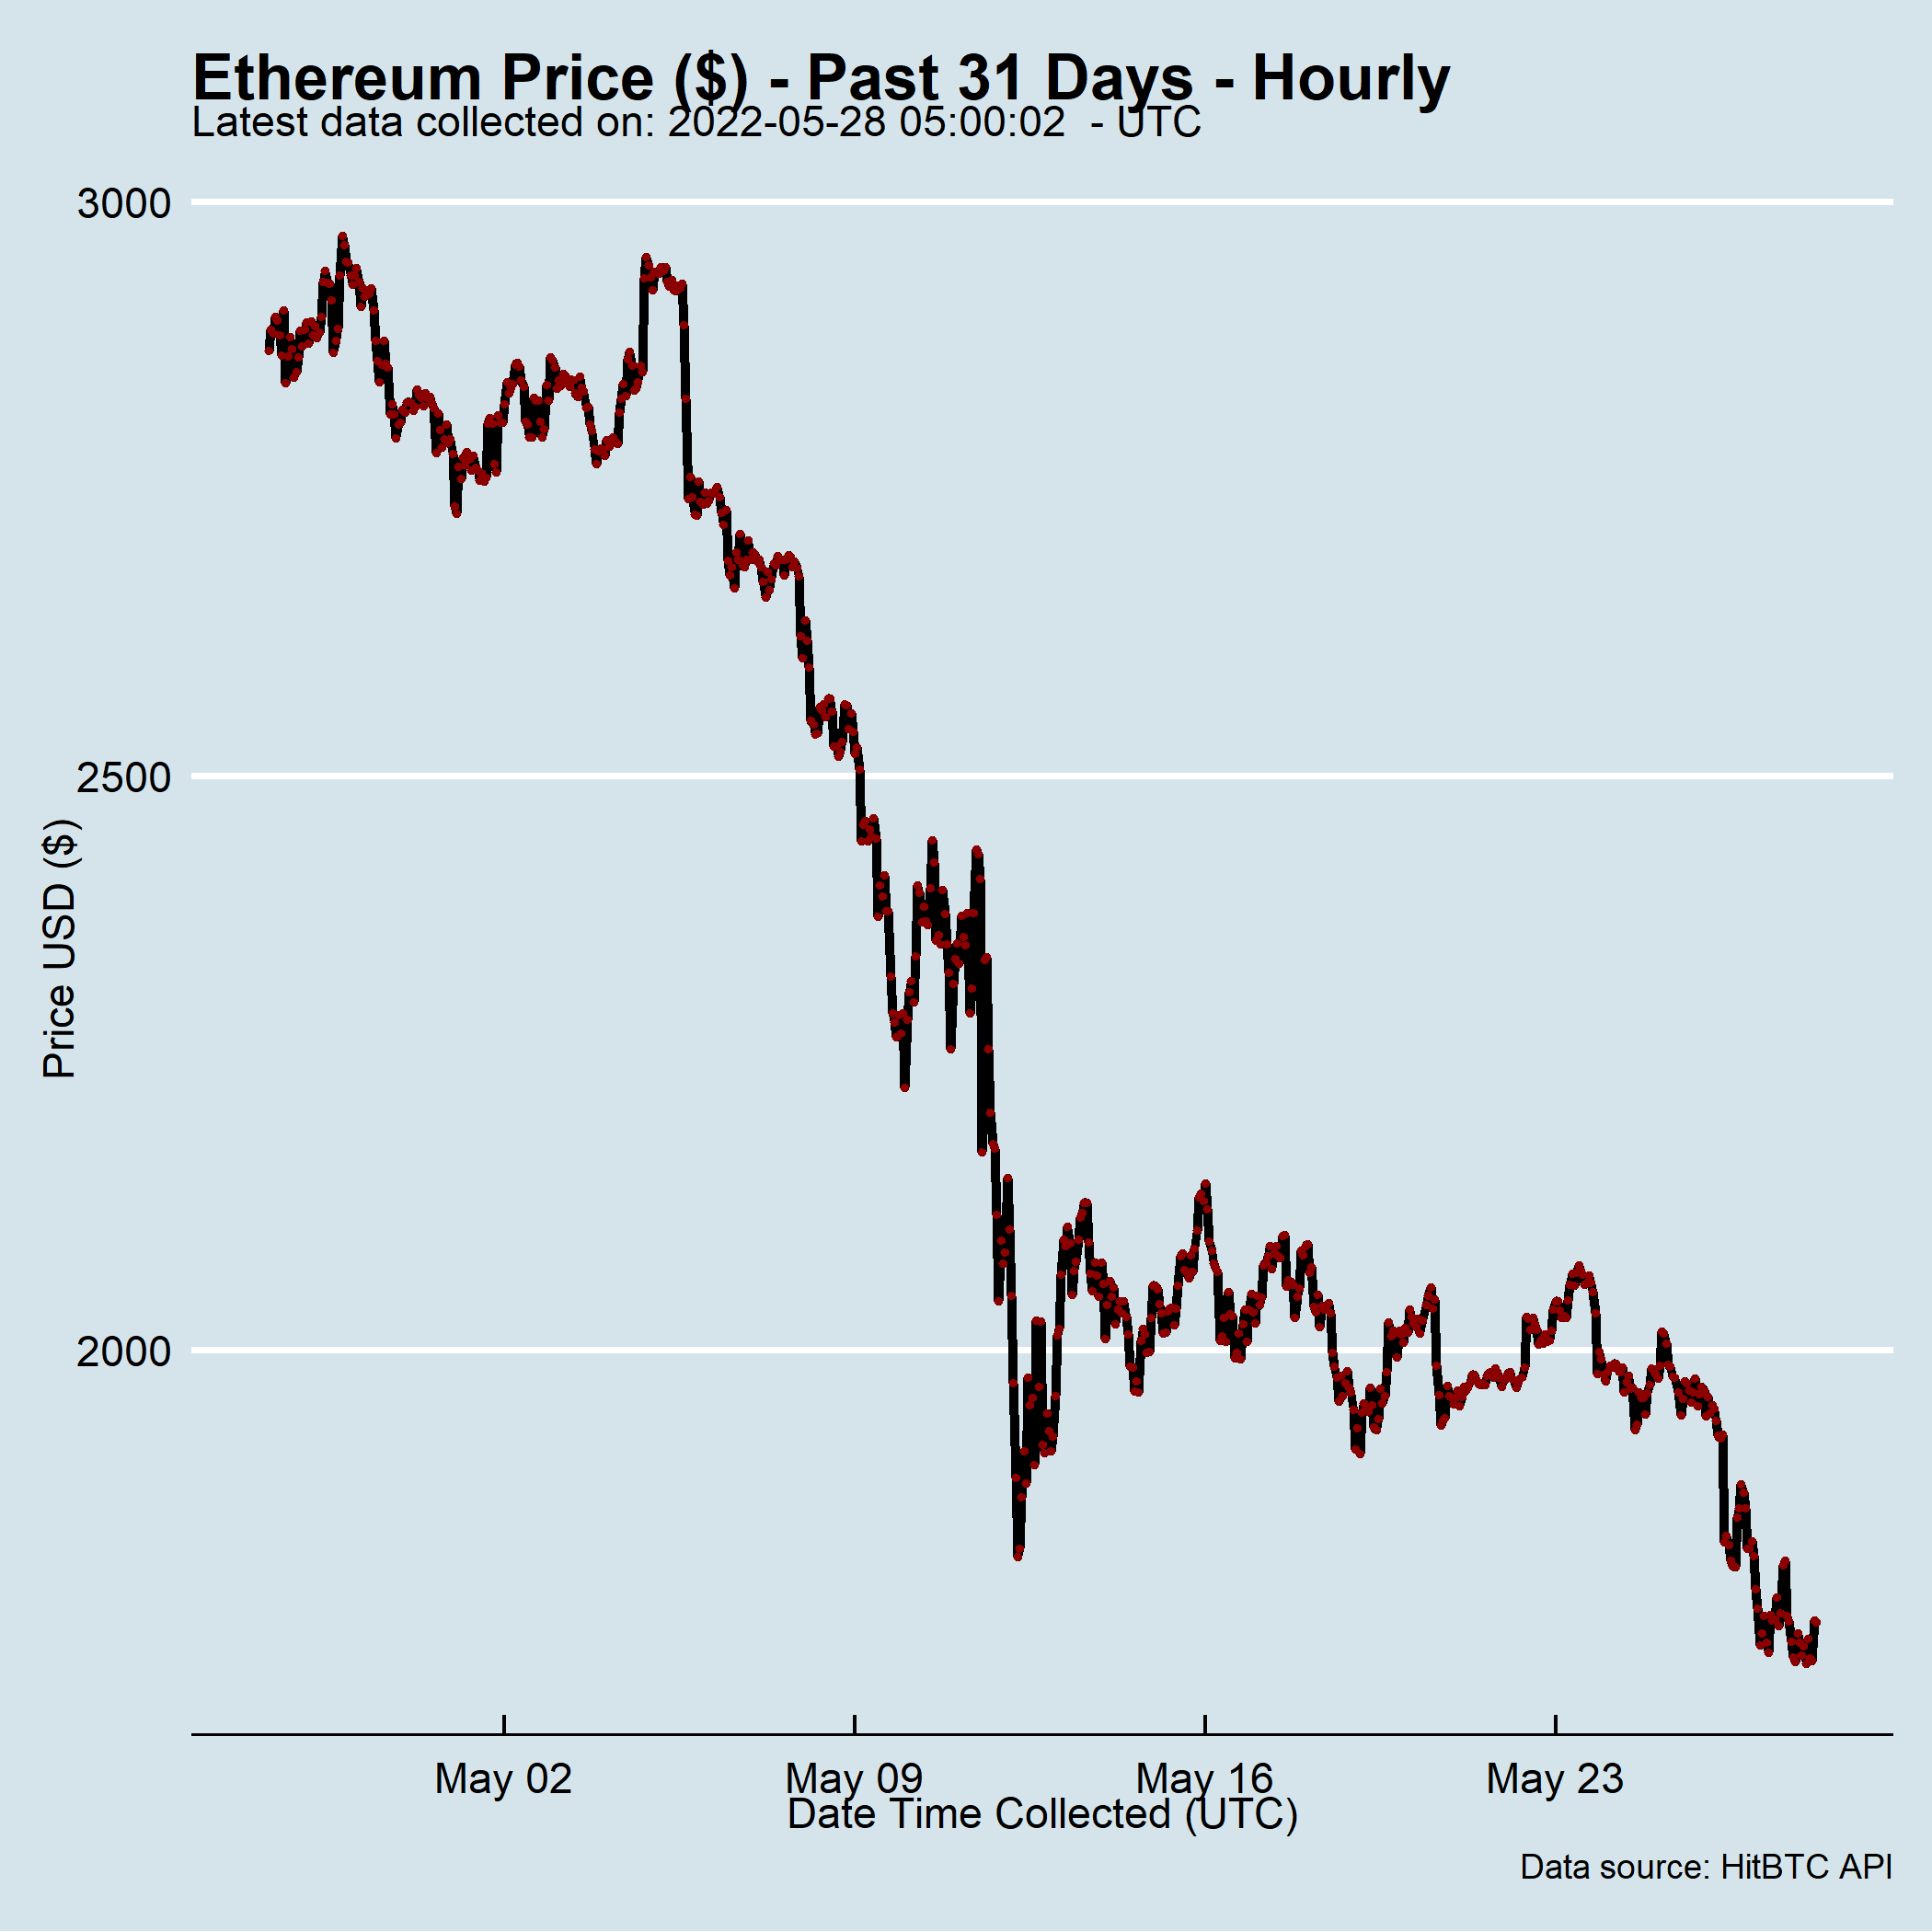 Ethereum Price ($) - Past 31 Days - Hourly
Latest data collected on: 2022-05-28 05:00:02  - UTC
3000
2500
2000
Price USD ($)
May 02
May 09
May 16
May 23
Date Time Collected (UTC)
Data source: HitBTC API